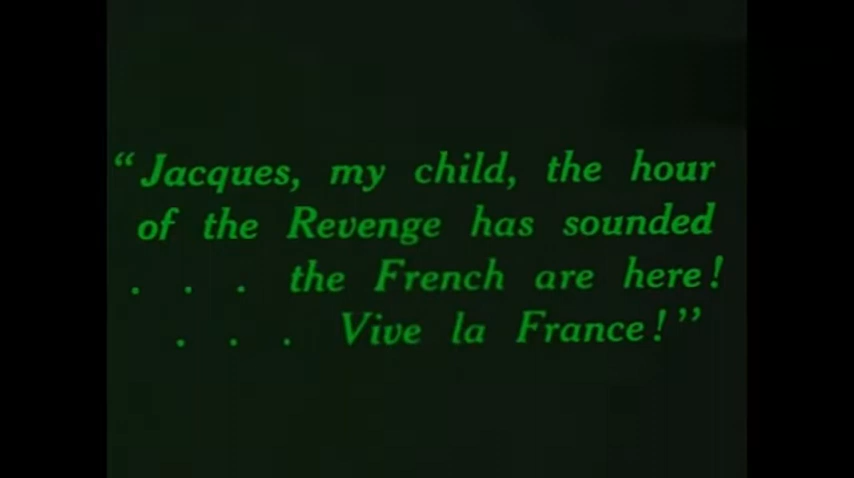 “Jacques, my child, the hour
of the Revenge has sounded
. . . the French are here!
. . . Vive la France!”